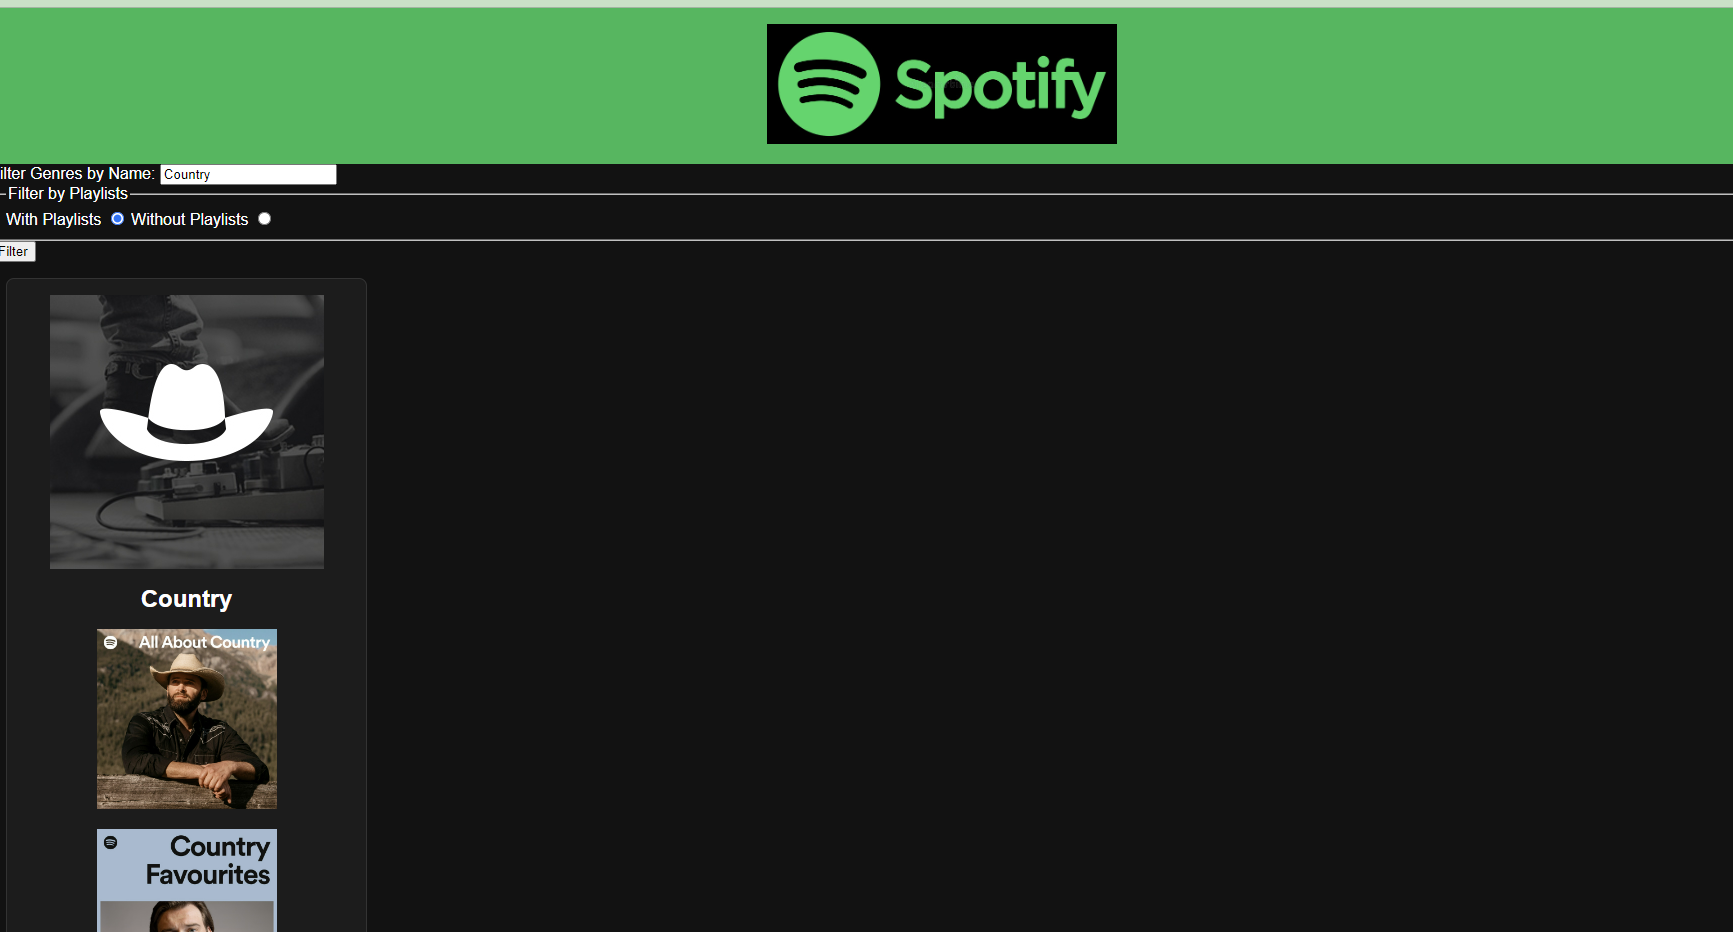 Spotify
ilter Genres by Name: Country
Filter by Playlists
With Playlists Without Playlists
Filter
Country
All About Country
Country
Favourites